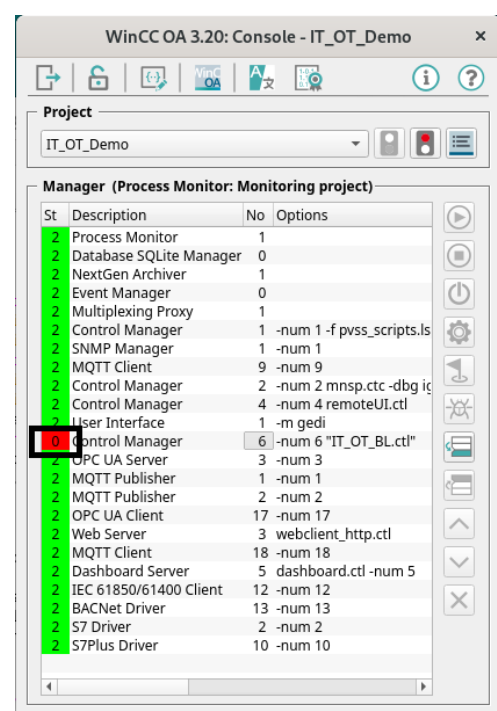 WinCC OA 3.20: Console - IT_OT_Demo ×
Project
IT_OT_Demo
Manager (Process Monitor: Monitoring project)
St Description No Options
2 Process Monitor 1
2 Database SQLite Manager 0
2 NextGen Archiver 1
2 Event Manager 0
2 Multiplexing Proxy 1
2 Control Manager 1 -num 1 -f pvss_scripts.ls
2 SNMP Manager 1 -num 1
2 MQTT Client 9 -num 9
2 Control Manager 2 -num 2 mnsp.ctc -dbg ig
2 Control Manager 4 -num 4 remoteUI.ctl
2 User Interface 1 -m gedi
0 Control Manager 6 -num 6 "IT_OT_BL.ctl"
2 OPC UA Server 3 -num 3
2 MQTT Publisher 1 -num 1
2 MQTT Publisher 2 -num 2
2 OPC UA Client 17 -num 17
2 Web Server 3 webclient_http.ctl
2 MQTT Client 18 -num 18
2 Dashboard Server 5 dashboard.ctl -num 5
2 IEC 61850/61400 Client 12 -num 12
2 BACNet Driver 13 -num 13
2 S7 Driver 2 -num 2
2 S7Plus Driver 10 -num 10